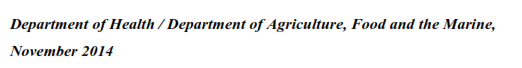 Department of Health / Department of Agriculture, Food and the Marine,
November 2014